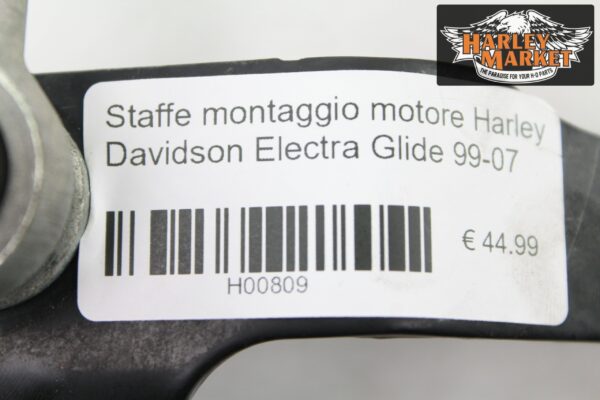 HARLEY
MARKET
THE PARADISE FOR YOUR H-D PARTS
Staffe montaggio motore Harley
Davidson Electra Glide 99-07
€ 44.99
H00809